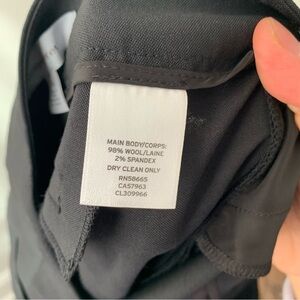 MAIN BODY/CORPS:
98% WOOL/LAINE
2% SPANDEX
DRY CLEAN ONLY
RN58665
CA57963
CL309966